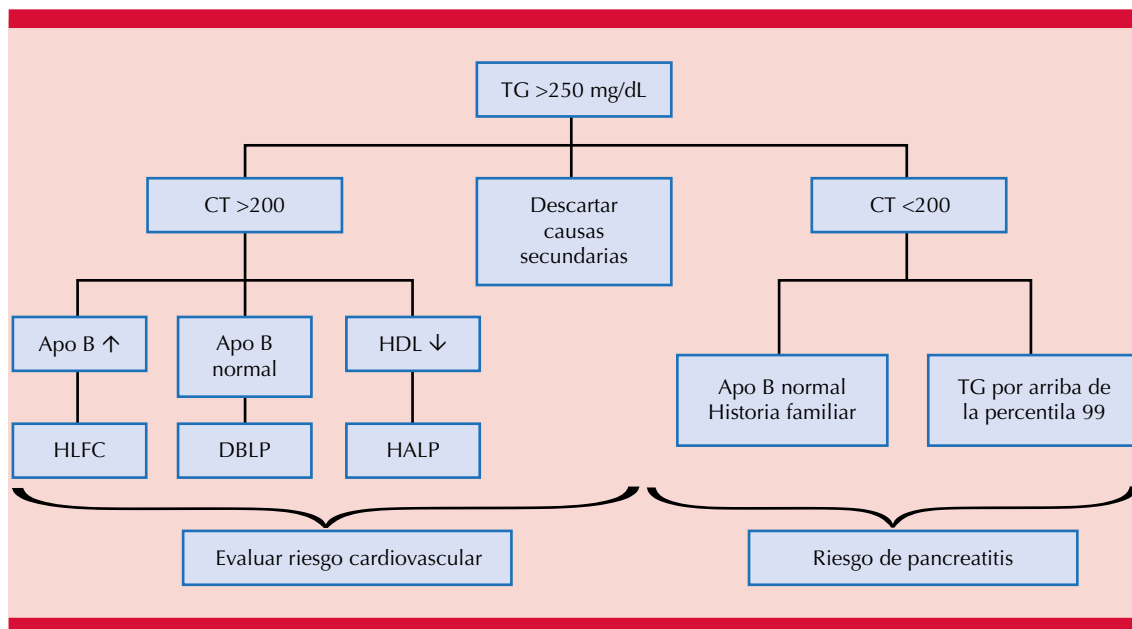 TG >250 mg/dL
CT >200
Descartar
causas
secundarias
CT <200
Apo B ↑
Apo B
normal
HDL ↓
Apo B normal
Historia familiar
TG por arriba de
la percentila 99
HLFC
DBLP
HALP
Evaluar riesgo cardiovascular
Riesgo de pancreatitis